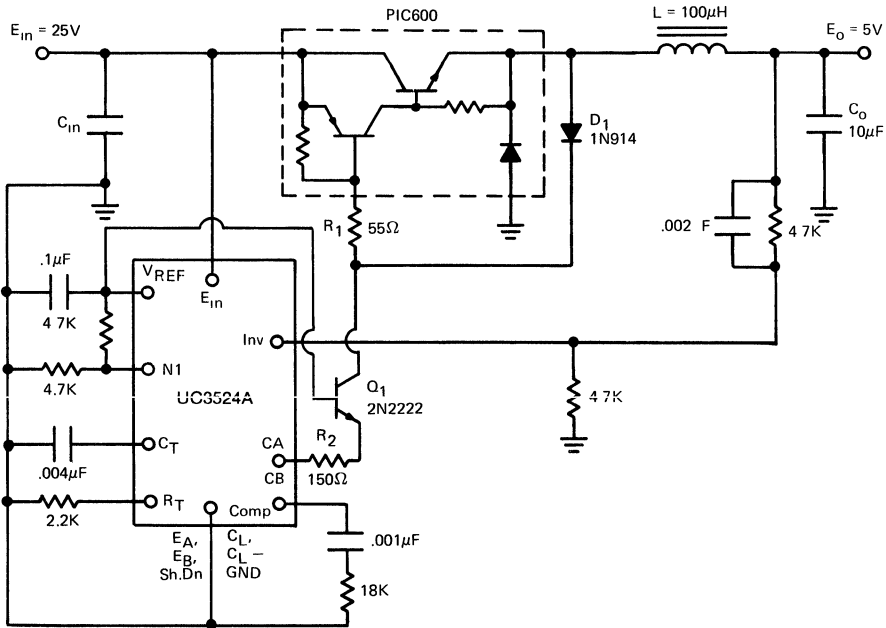 PIC600
L = 100μH
E_in = 25V
E_o = 5V
C_in
D_1
1N914
C_o
10μF
R_1
55Ω
.002 F
4 7K
.1μF
V_REF
E_in
4 7K
Inv
N1
4.7K
UC3524A
Q_1
2N2222
4 7K
R_2
CA
C_T
CB
150Ω
.004μF
R_T
Comp
2.2K
E_A,
E_B,
Sh.Dn
C_L,
C_L–
GND
.001μF
18K